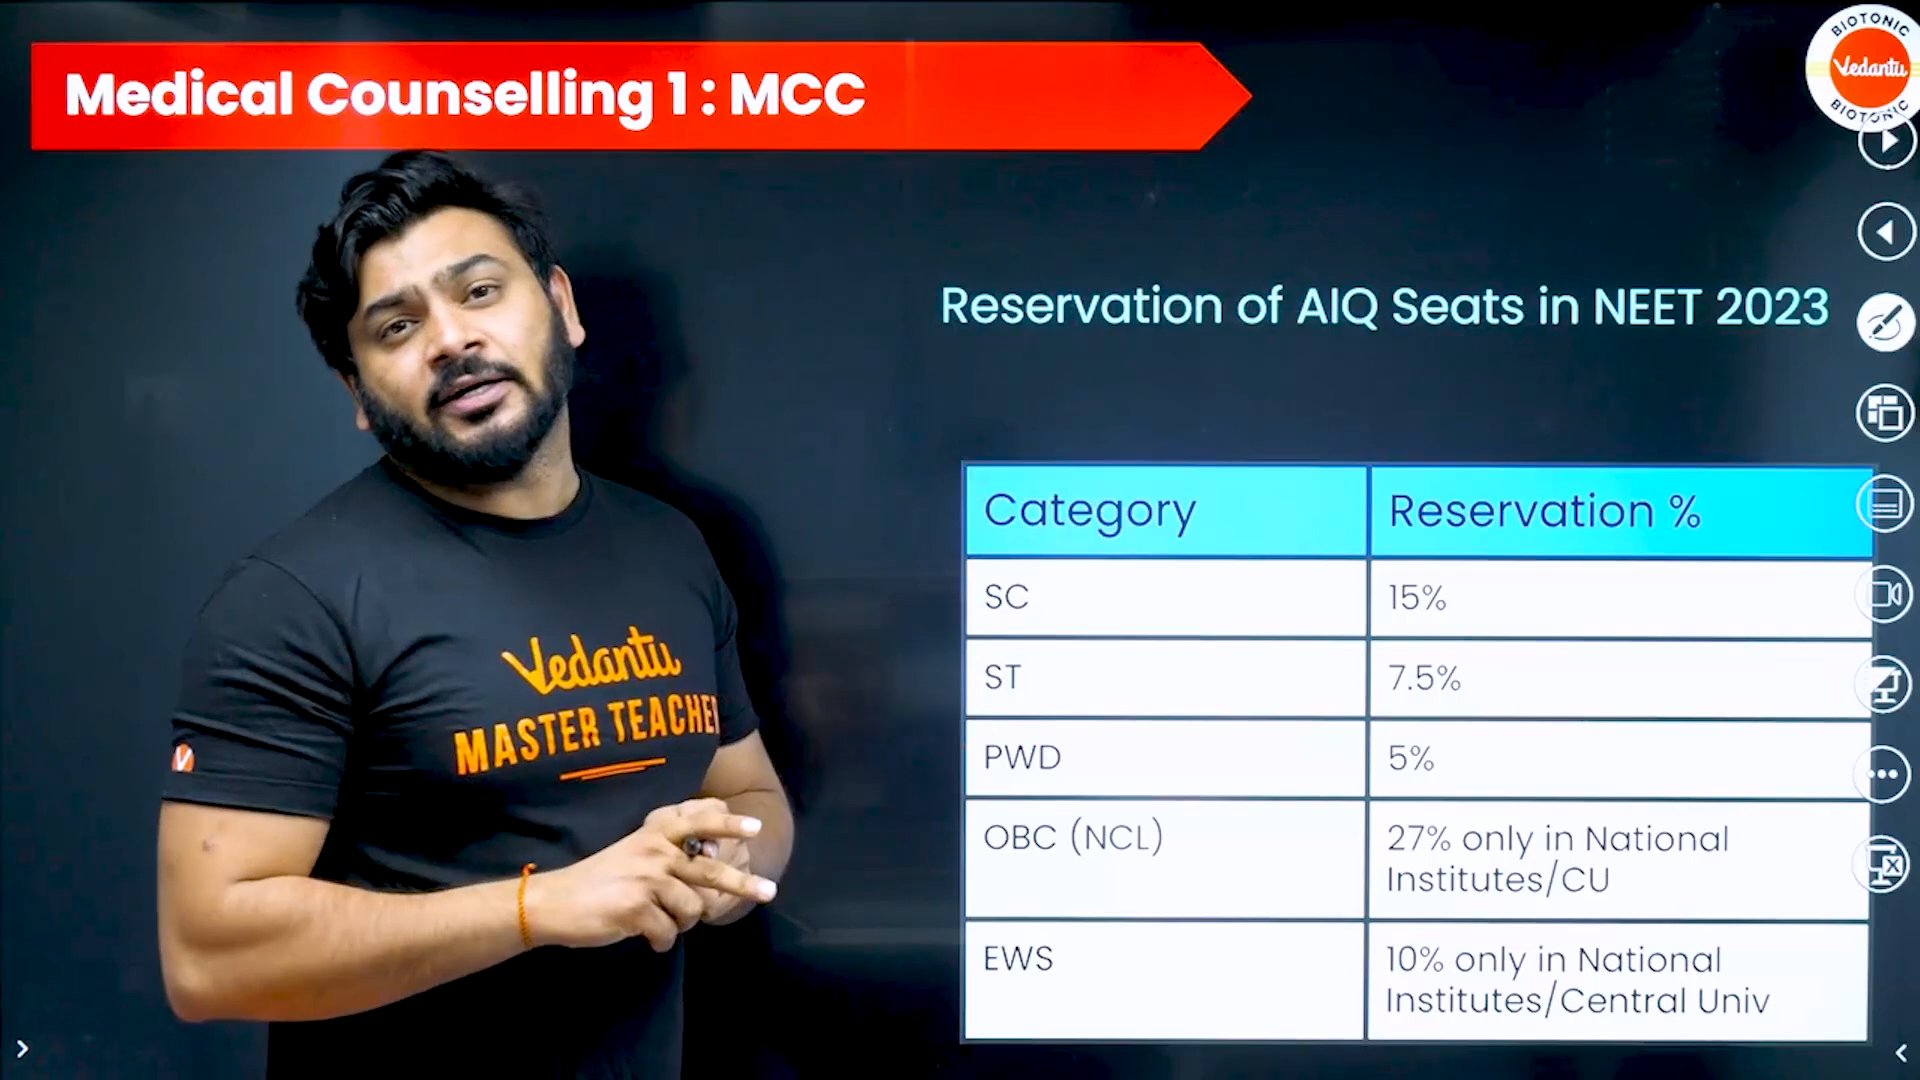 Medical Counselling 1 : MCC
BIOTONIC
Vedantu
BIOTONIC
Reservation of AIQ Seats in NEET 2023
Category
Reservation %
SC
15%
ST
7.5%
PWD
5%
OBC (NCL)
27% only in National
Institutes/CU
EWS
10% only in National
Institutes/Central Univ
Vedantu
MASTER TEACHER
V